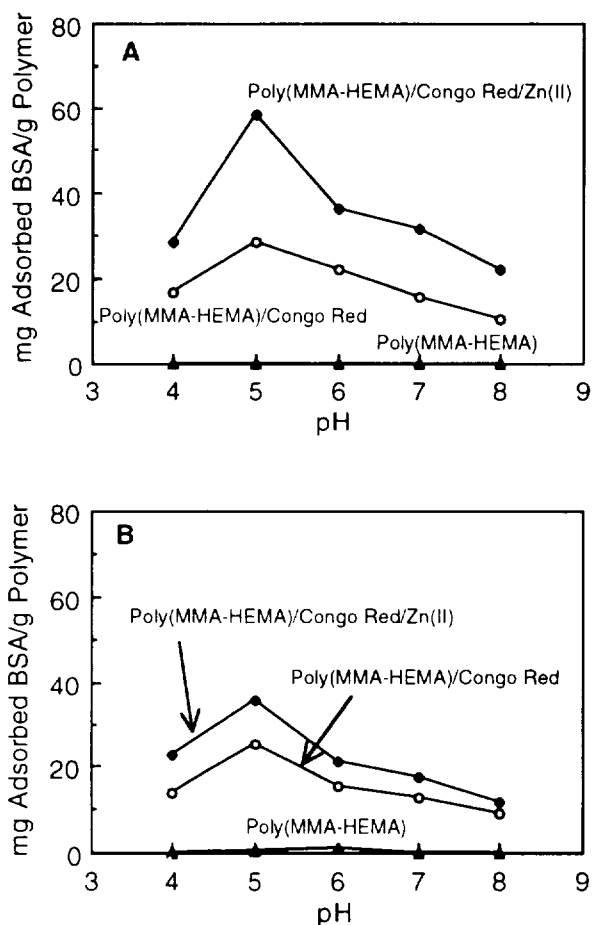 A
mg Adsorbed BSA/g Polymer
80
60
40
20
0
Poly(MMA-HEMA)/Congo Red/Zn(II)
Poly(MMA-HEMA)/Congo Red
Poly(MMA-HEMA)
3 4 5 6 7 8 9
pH
B
mg Adsorbed BSA/g Polymer
80
60
40
20
0
Poly(MMA-HEMA)/Congo Red/Zn(II)
Poly(MMA-HEMA)/Congo Red
Poly(MMA-HEMA)
3 4 5 6 7 8 9
pH